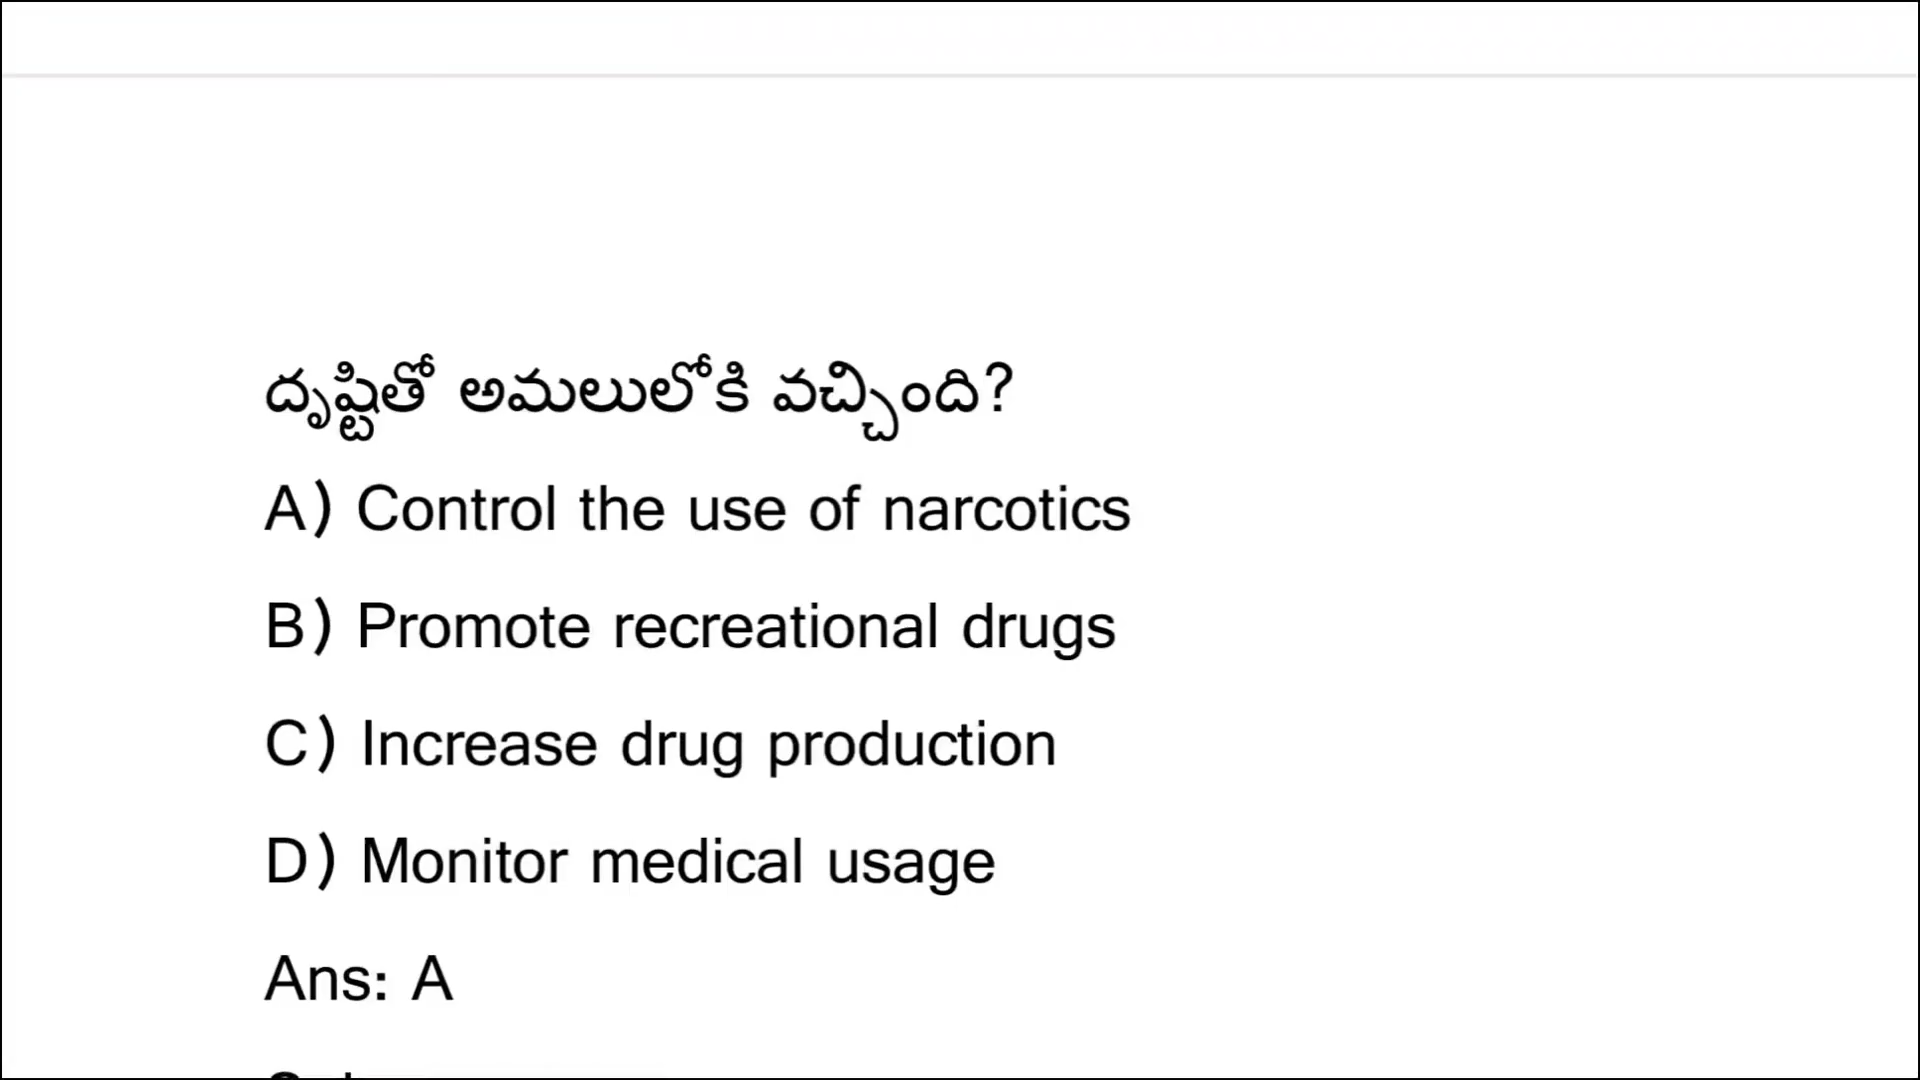 దృష్టితో అమలులోకి వచ్చింది?
A) Control the use of narcotics
B) Promote recreational drugs
C) Increase drug production
D) Monitor medical usage
Ans: A